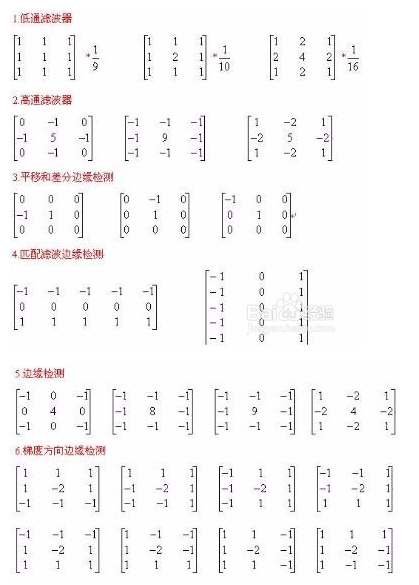 1.低通滤波器
1 1 1 1 1 1 1 2 1
1 1 1 *1/9 1 2 1 *1/10 2 4 2 *1/16
1 1 1 1 1 1 1 2 1
2.高通滤波器
0 -1 0 -1 -1 -1 1 -2 1
-1 5 -1 -1 9 -1 -2 5 -2
0 -1 0 -1 -1 -1 1 -2 1
3.平移和差分边缘检测
0 0 0 0 -1 0 -1 0 0
-1 1 0 0 1 0 0 1 0
0 0 0 0 0 0 0 0 0
4.匹配滤波边缘检测
-1 -1 -1 -1 -1
0 0 0 0 0
1 1 1 1 1
-1 0 1
-1 0 1
-1 0 1
-1 0 1
-1 0 1
Baidu经验
jingyan.baidu.com
5.边缘检测
-1 0 -1 -1 -1 -1 -1 -1 -1 1 -2 1
0 4 0 -1 8 -1 -1 9 -1 -2 4 -2
-1 0 -1 -1 -1 -1 -1 -1 -1 1 -2 1
6.梯度方向边缘检测
1 1 1 1 1 1 -1 1 1 -1 -1 1
1 -2 1 -1 -2 1 -1 -2 1 -1 -2 1
-1 -1 -1 -1 -1 1 -1 1 1 1 1 1
-1 -1 -1 1 -1 -1 1 1 -1 1 1 1
1 -2 1 1 -2 -1 1 -2 -1 1 -2 -1
1 1 1 1 1 1 1 1 -1 1 -1 -1